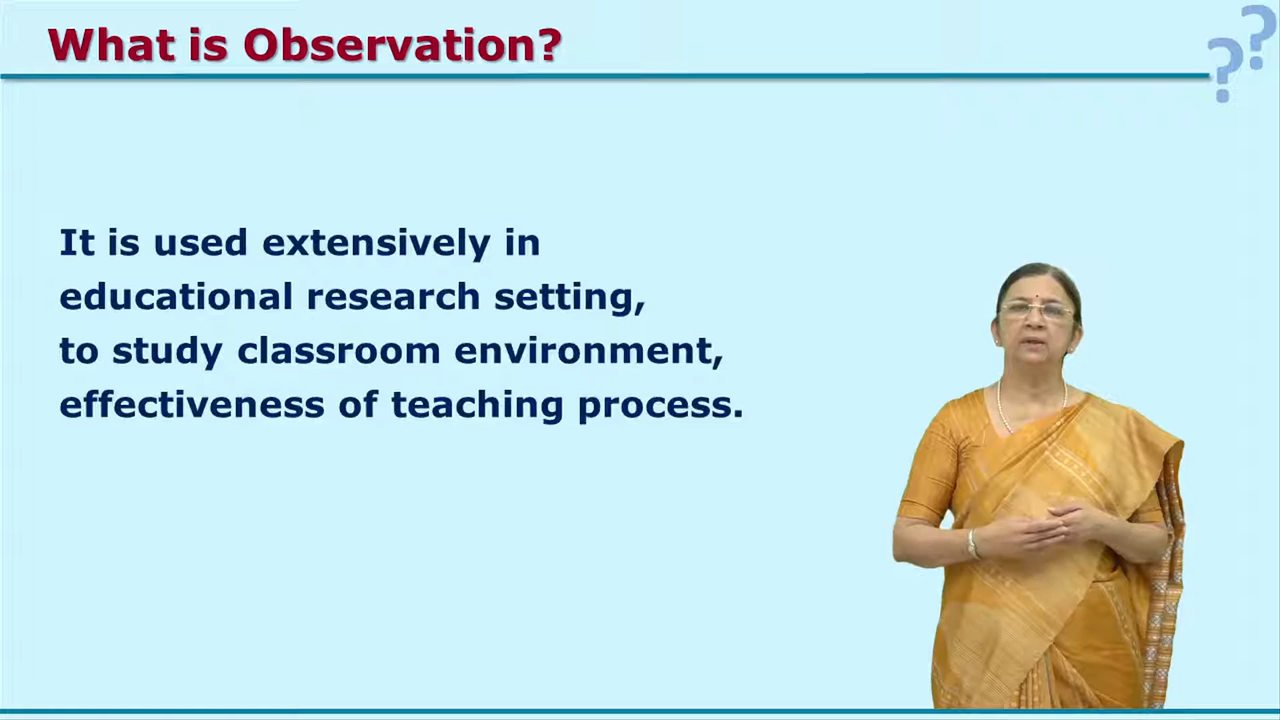 What is Observation?
??
It is used extensively in
educational research setting,
to study classroom environment,
effectiveness of teaching process.